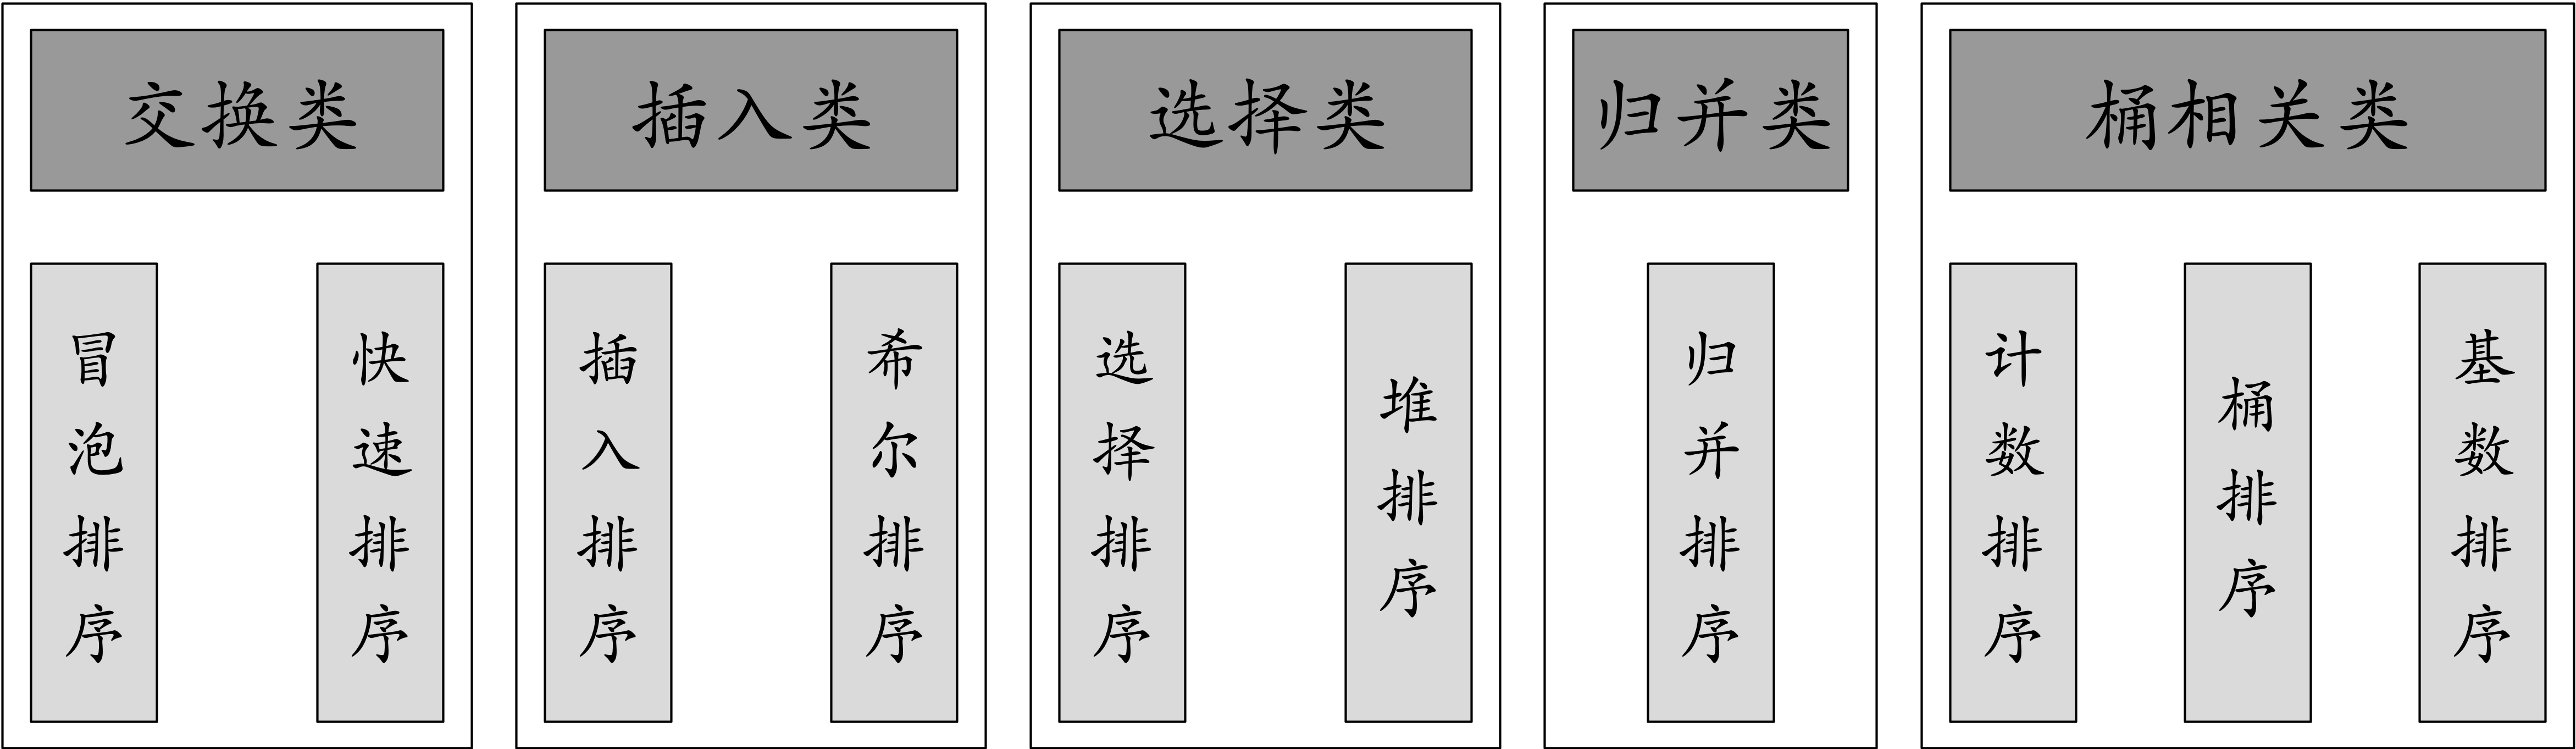 交换类
冒泡排序
快速排序
插入类
插入排序
希尔排序
选择类
选择排序
堆排序
归并类
归并排序
桶相关类
计数排序
桶排序
基数排序